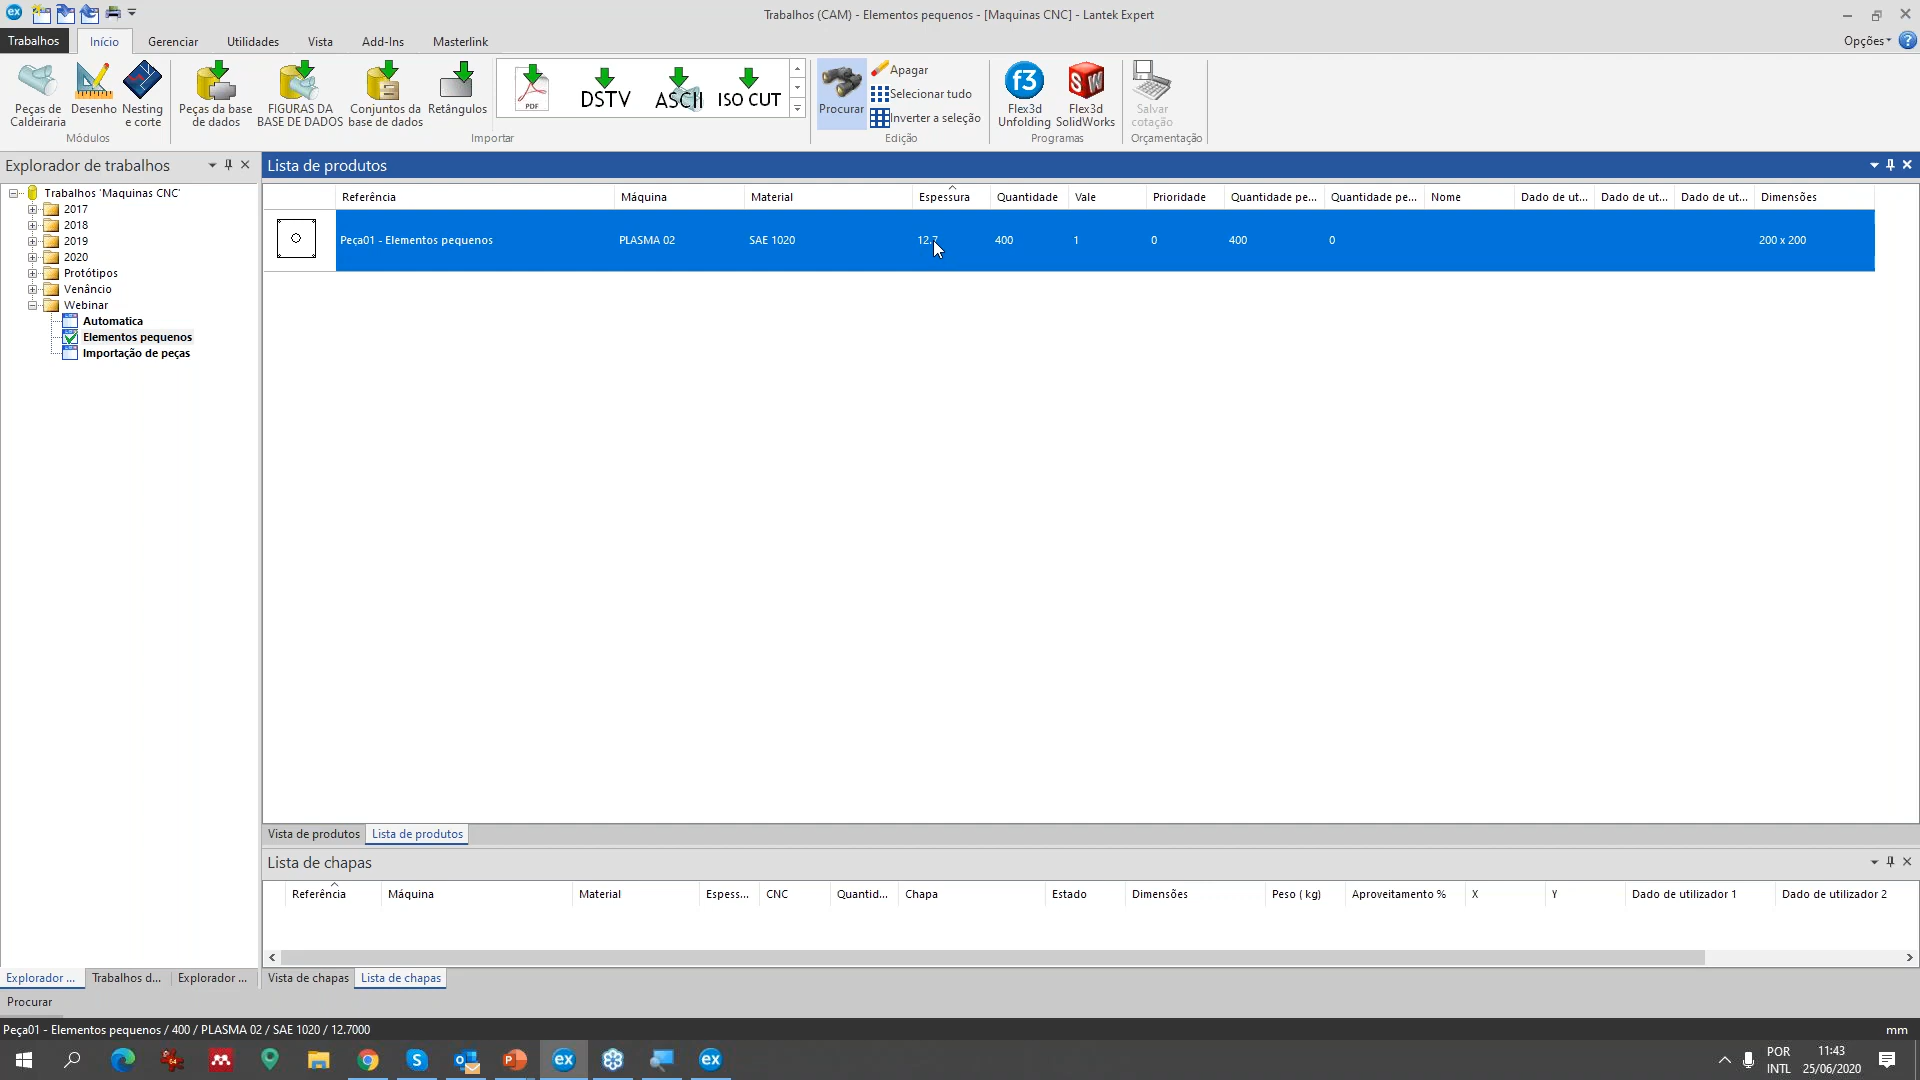 Trabalhos (CAM) - Elementos pequenos - [Maquinas CNC] - Lantek Expert
Trabalhos Início Gerenciar Utilidades Vista Add-Ins Masterlink Opções
Peças de Caldeiraria Desenho Nesting e corte
Módulos
Peças da base de dados FIGURAS DA BASE DE DADOS Conjuntos da base de dados Retângulos PDF DSTV ASCII ISO CUT
Importar
Procurar Apagar
Selecionar tudo
Inverter a seleção
Edição
f3 Flex3d Unfolding SW Flex3d SolidWorks
Programas
Salvar cotação
Orçamentação
Explorador de trabalhos
Trabalhos 'Maquinas CNC'
2017
2018
2019
2020
Protótipos
Venâncio
Webinar
Automatica
Elementos pequenos
Importação de peças
Lista de produtos
Referência Máquina Material Espessura Quantidade Vale Prioridade Quantidade pe... Quantidade pe... Nome Dado de ut... Dado de ut... Dado de ut... Dimensões
Peça01 - Elementos pequenos PLASMA 02 SAE 1020 12.7 400 1 0 400 0 200 x 200
Vista de produtos Lista de produtos
Lista de chapas
Referência Máquina Material Espess... CNC Quantid... Chapa Estado Dimensões Peso ( kg) Aproveitamento % X Y Dado de utilizador 1 Dado de utilizador 2
Explorador ... Trabalhos d... Explorador ... Vista de chapas Lista de chapas
Procurar
Peça01 - Elementos pequenos / 400 / PLASMA 02 / SAE 1020 / 12.7000 mm
POR 11:43
INTL 25/06/2020